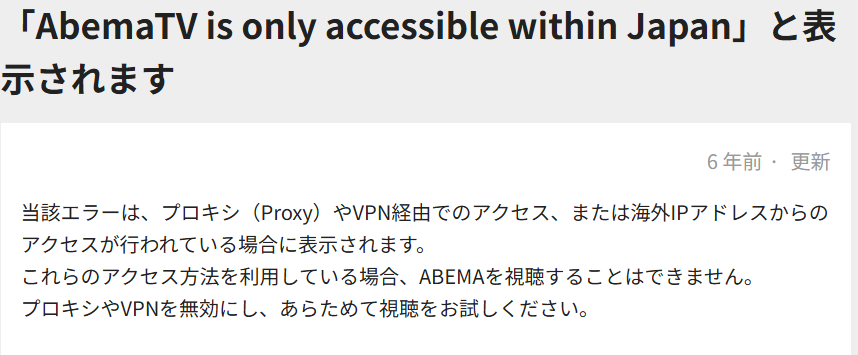 「AbemaTV is only accessible within Japan」と表
示されます
6 年前 · 更新
当該エラーは、プロキシ（Proxy）やVPN経由でのアクセス、または海外IPアドレスからの
アクセスが行われている場合に表示されます。
これらのアクセス方法を利用している場合、ABEMAを視聴することはできません。
プロキシやVPNを無効にし、あらためて視聴をお試しください。